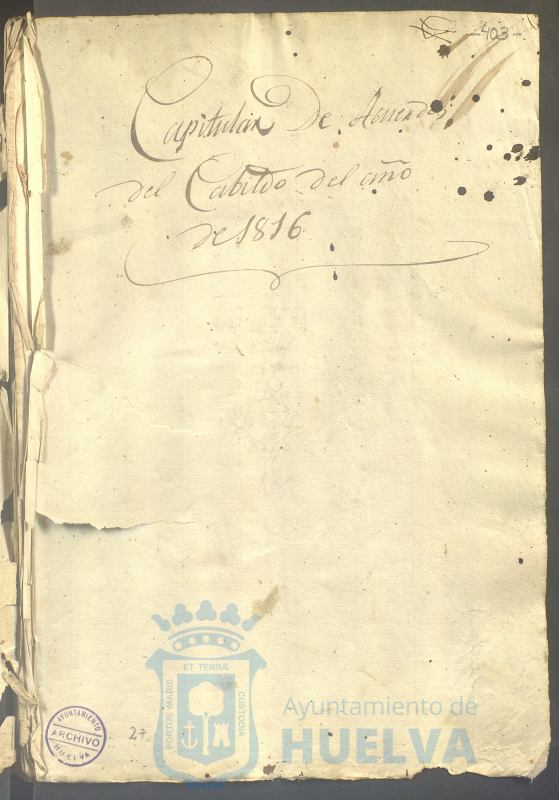 -403-
Capitular De Acuerdos
del Cabildo del año
de 1816
ET TERRÆ
PORTUS MARIS
CUSTODIA
Ayuntamiento de
HUELVA
AYUNTAMIENTO
ARCHIVO
HUELVA
27